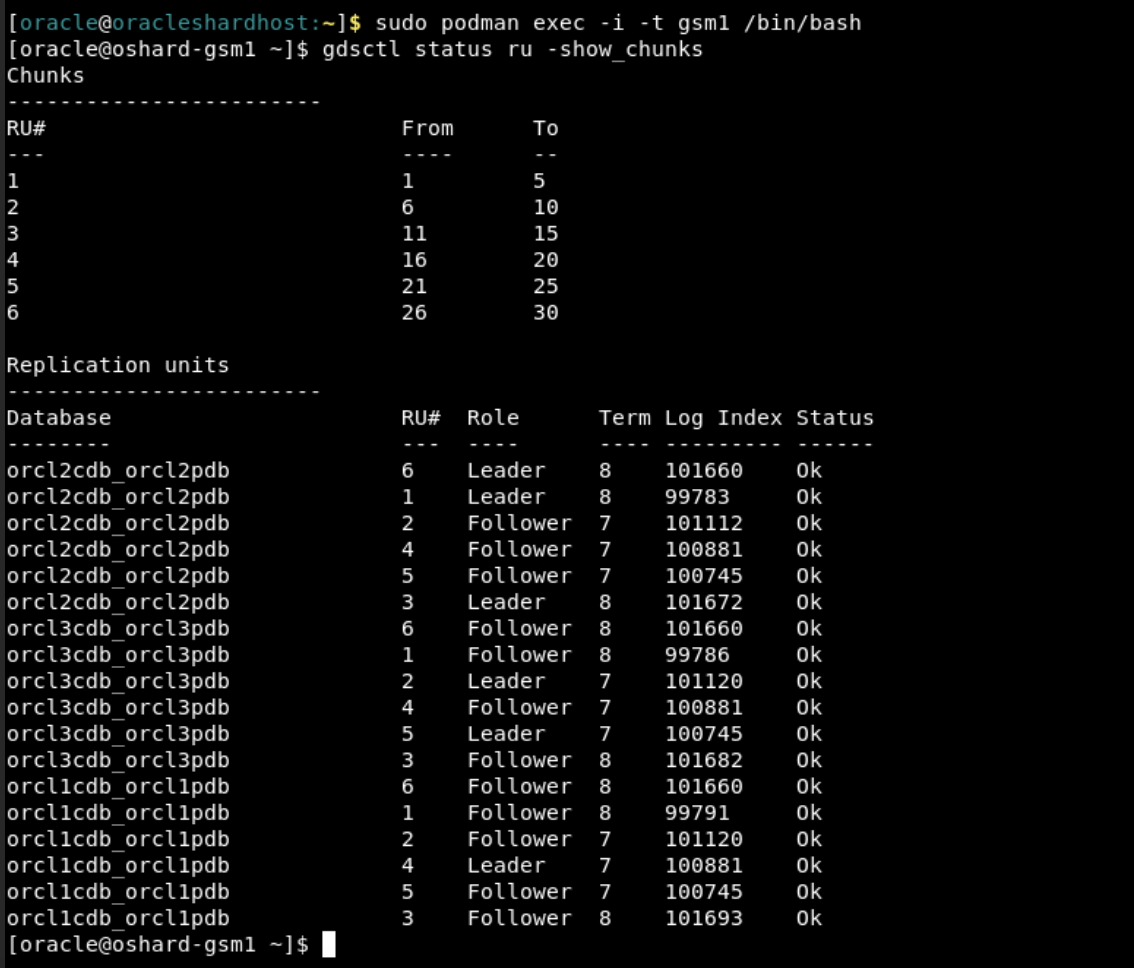 [oracle@oracleshardhost:~]$ sudo podman exec -i -t gsm1 /bin/bash
[oracle@oshard-gsm1 ~]$ gdsctl status ru -show_chunks
Chunks
------------------------
RU#                           From      To
---                           ----      --
1                             1         5
2                             6         10
3                             11        15
4                             16        20
5                             21        25
6                             26        30

Replication units
------------------------
Database                      RU#  Role      Term Log Index Status
--------                      ---  ----      ---- --------- ------
orcl2cdb_orcl2pdb             6    Leader    8    101660    Ok
orcl2cdb_orcl2pdb             1    Leader    8    99783     Ok
orcl2cdb_orcl2pdb             2    Follower  7    101112    Ok
orcl2cdb_orcl2pdb             4    Follower  7    100881    Ok
orcl2cdb_orcl2pdb             5    Follower  7    100745    Ok
orcl2cdb_orcl2pdb             3    Leader    8    101672    Ok
orcl3cdb_orcl3pdb             6    Follower  8    101660    Ok
orcl3cdb_orcl3pdb             1    Follower  8    99786     Ok
orcl3cdb_orcl3pdb             2    Leader    7    101120    Ok
orcl3cdb_orcl3pdb             4    Follower  7    100881    Ok
orcl3cdb_orcl3pdb             5    Leader    7    100745    Ok
orcl3cdb_orcl3pdb             3    Follower  8    101682    Ok
orcl1cdb_orcl1pdb             6    Follower  8    101660    Ok
orcl1cdb_orcl1pdb             1    Follower  8    99791     Ok
orcl1cdb_orcl1pdb             2    Follower  7    101120    Ok
orcl1cdb_orcl1pdb             4    Leader    7    100881    Ok
orcl1cdb_orcl1pdb             5    Follower  7    100745    Ok
orcl1cdb_orcl1pdb             3    Follower  8    101693    Ok
[oracle@oshard-gsm1 ~]$